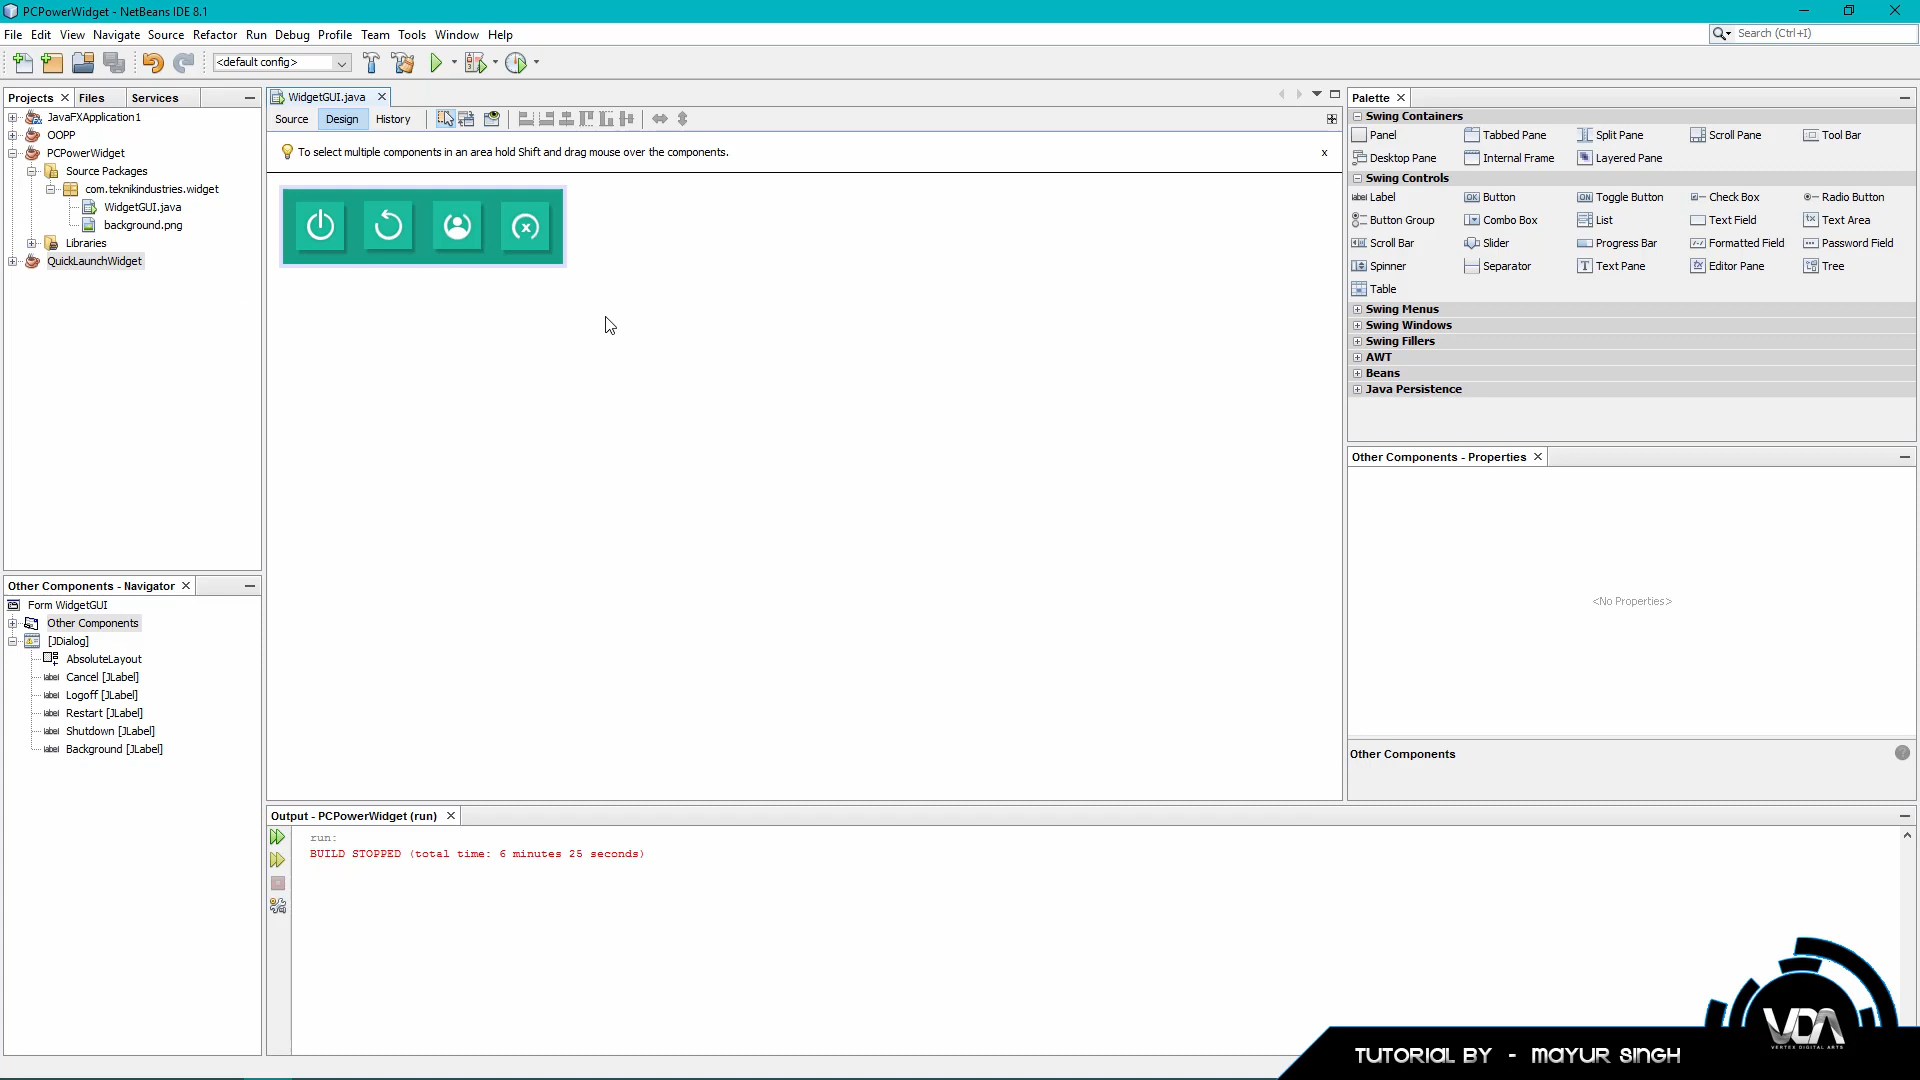 PCPowerWidget - NetBeans IDE 8.1
File Edit View Navigate Source Refactor Run Debug Profile Team Tools Window Help
Search (Ctrl+I)
<default config>
Projects Files Services
JavaFXApplication1
OOPP
PCPowerWidget
Source Packages
com.teknikindustries.widget
WidgetGUI.java
background.png
Libraries
QuickLaunchWidget
Other Components - Navigator
Form WidgetGUI
Other Components
[JDialog]
AbsoluteLayout
Cancel [JLabel]
Logoff [JLabel]
Restart [JLabel]
Shutdown [JLabel]
Background [JLabel]
WidgetGUI.java
Source Design History
To select multiple components in an area hold Shift and drag mouse over the components.
x
Output - PCPowerWidget (run)
run:
BUILD STOPPED (total time: 6 minutes 25 seconds)
Palette
Swing Containers
Panel Tabbed Pane Split Pane Scroll Pane Tool Bar
Desktop Pane Internal Frame Layered Pane
Swing Controls
label Label OK Button ON Toggle Button Check Box Radio Button
Button Group Combo Box List Text Field Text Area
Scroll Bar Slider Progress Bar Formatted Field Password Field
Spinner Separator Text Pane Editor Pane Tree
Table
Swing Menus
Swing Windows
Swing Fillers
AWT
Beans
Java Persistence
Other Components - Properties
<No Properties>
Other Components
VDA
VERTEX DIGITAL ARTS
TUTORIAL BY - MAYUR SINGH